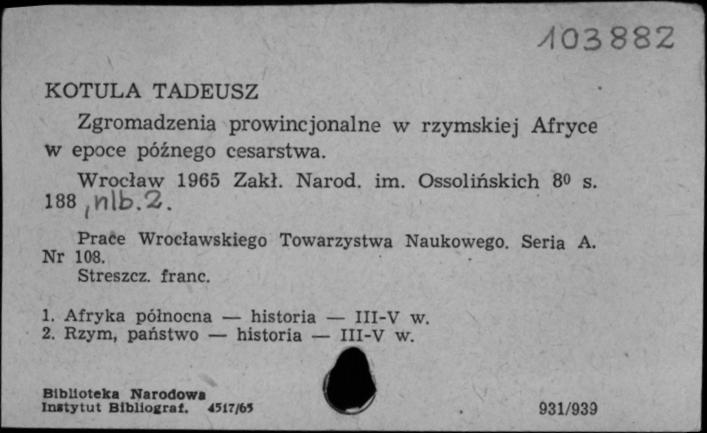 103882
KOTULA TADEUSZ
Zgromadzenia prowincjonalne w rzymskiej Afryce
w epoce późnego cesarstwa.
Wrocław 1965 Zakł. Narod. im. Ossolińskich 8⁰ s.
188, nlb. 2.
Prace Wrocławskiego Towarzystwa Naukowego. Seria A.
Nr 108.
Streszcz. franc.
1. Afryka północna — historia — III-V w.
2. Rzym, państwo — historia — III-V w.
Biblioteka Narodowa
Instytut Bibliograf. 4517/65
931/939